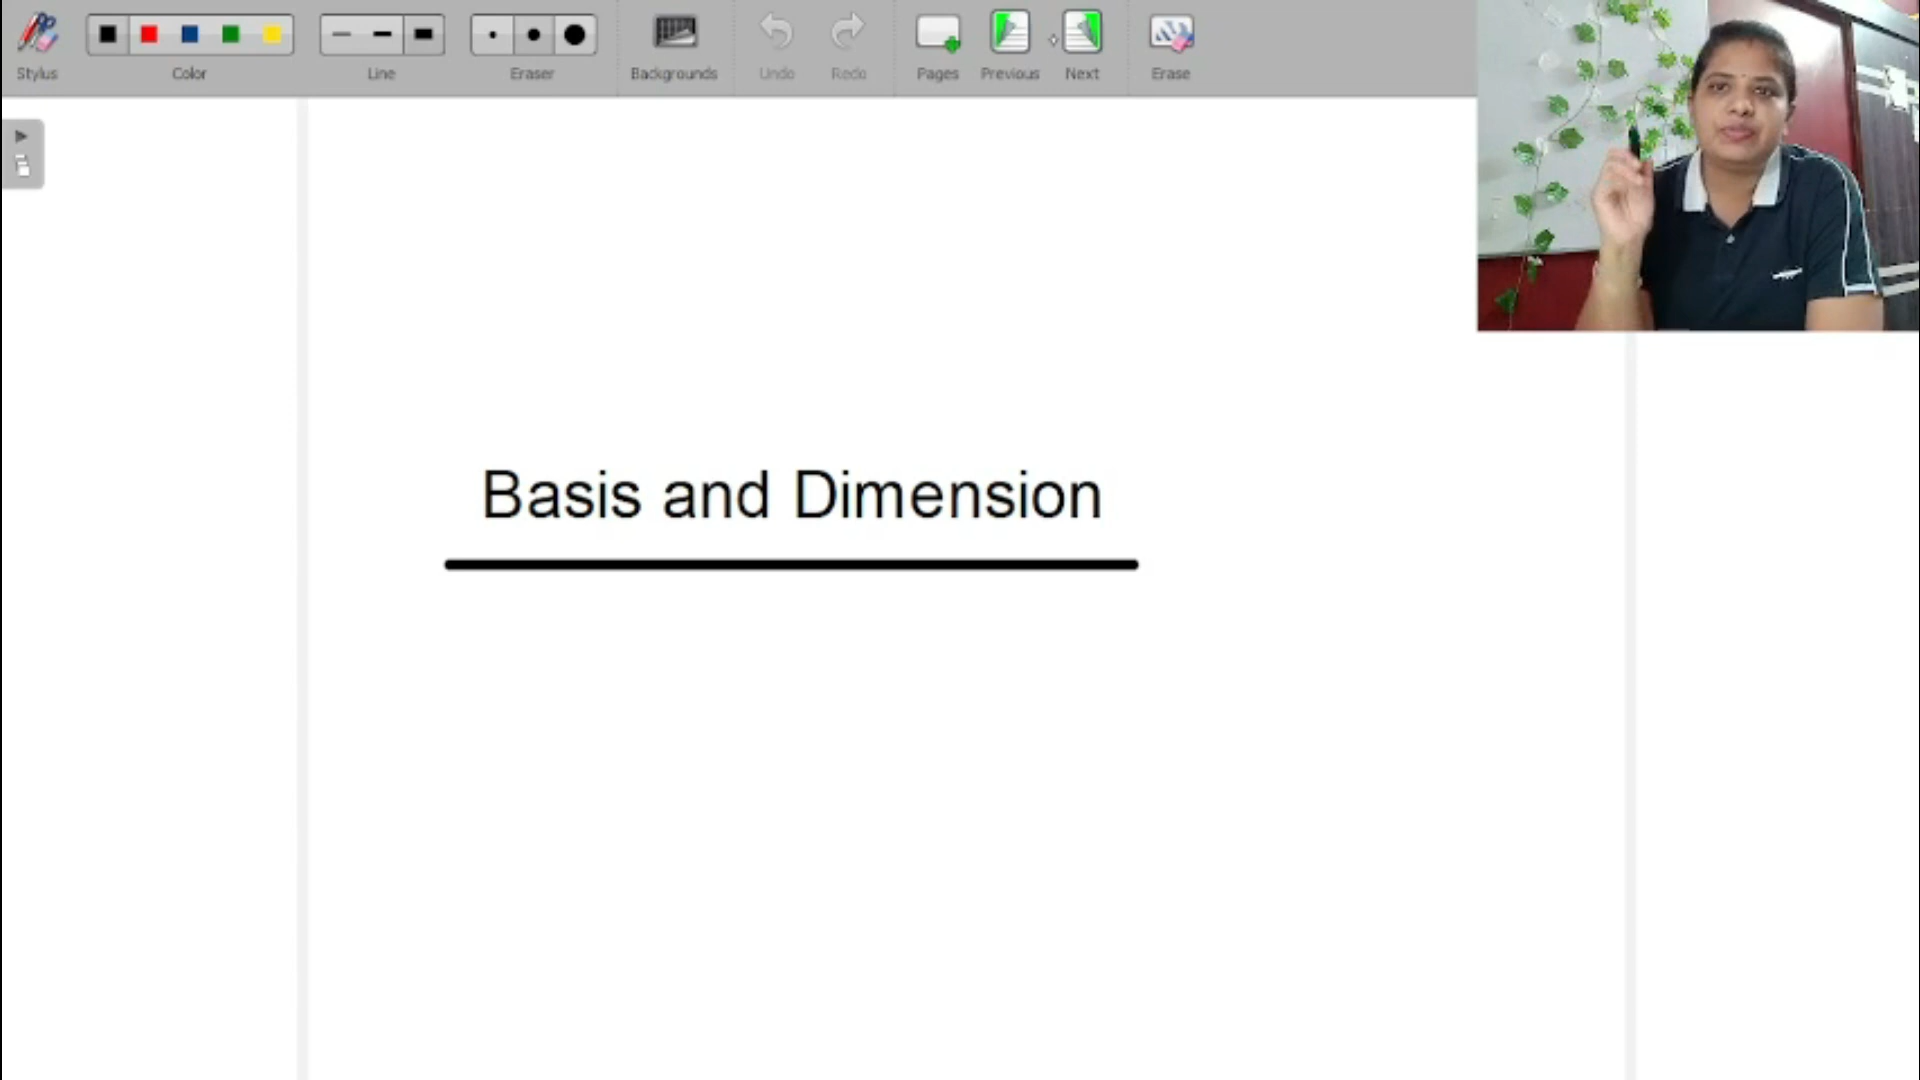 Stylus Color Line Eraser Backgrounds Undo Redo Pages Previous Next Erase
Basis and Dimension